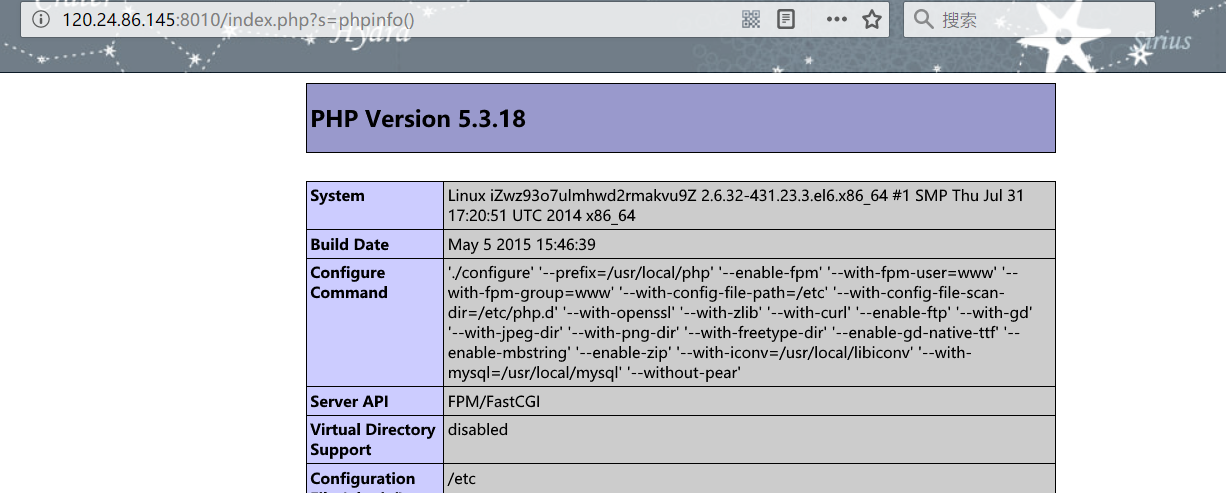 120.24.86.145:8010/index.php?s=phpinfo()
搜索
Hydra
Sirius
PHP Version 5.3.18
System
Linux iZwz93o7ulmhwd2rmakvu9Z 2.6.32-431.23.3.el6.x86_64 #1 SMP Thu Jul 31
17:20:51 UTC 2014 x86_64
Build Date
May 5 2015 15:46:39
Configure
Command
'./configure' '--prefix=/usr/local/php' '--enable-fpm' '--with-fpm-user=www' '--
with-fpm-group=www' '--with-config-file-path=/etc' '--with-config-file-scan-
dir=/etc/php.d' '--with-openssl' '--with-zlib' '--with-curl' '--enable-ftp' '--with-gd'
'--with-jpeg-dir' '--with-png-dir' '--with-freetype-dir' '--enable-gd-native-ttf' '--
enable-mbstring' '--enable-zip' '--with-iconv=/usr/local/libiconv' '--with-
mysql=/usr/local/mysql' '--without-pear'
Server API
FPM/FastCGI
Virtual Directory
Support
disabled
Configuration
/etc